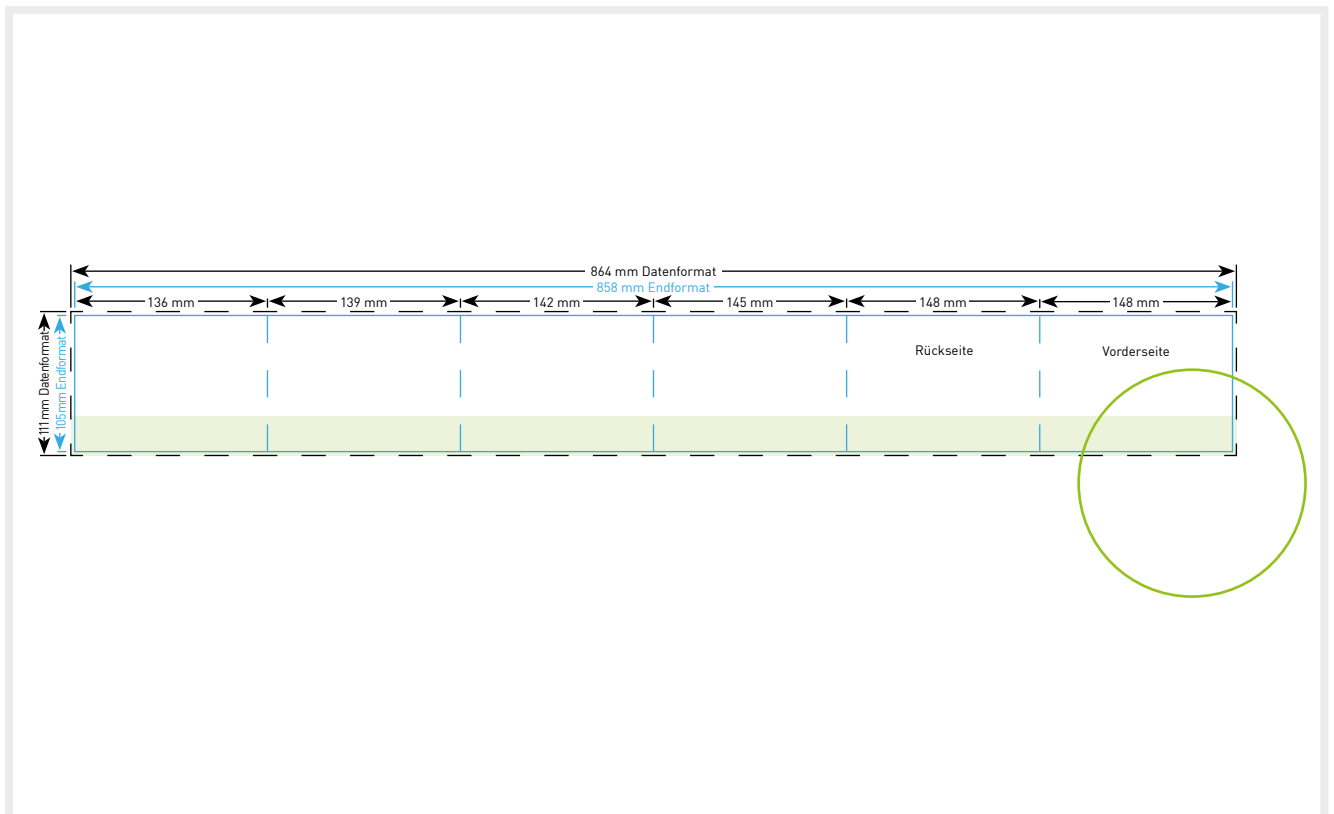 864 mm Datenformat
858 mm Endformat
136 mm 139 mm 142 mm 145 mm 148 mm 148 mm
111 mm Datenformat
105mm Endformat
Rückseite Vorderseite